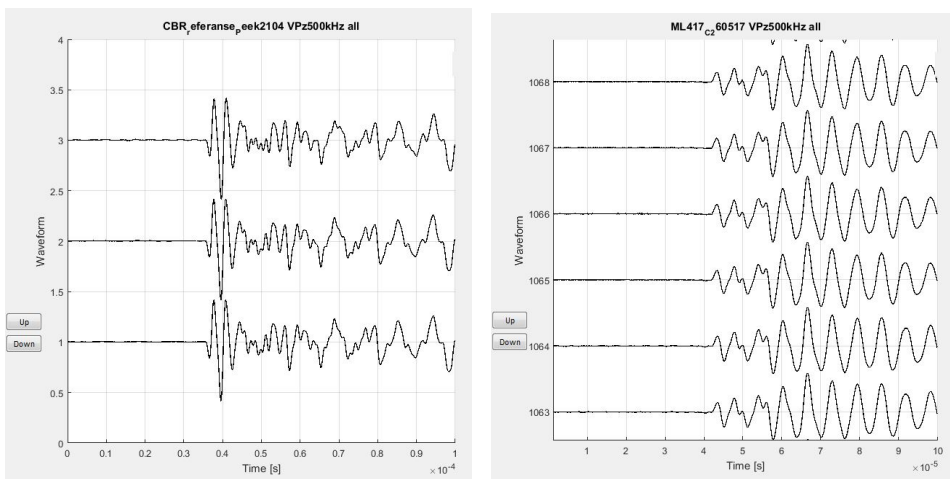 CBR_referanse_Peek2104 VPz500kHz all
4
3.5
3
2.5
2
1.5
1
0.5
0
Waveform
Up
Down
0 0.1 0.2 0.3 0.4 0.5 0.6 0.7 0.8 0.9 1
Time [s]
× 10^-4
ML417_C260517 VPz500kHz all
1068
1067
1066
1065
1064
1063
Waveform
Up
Down
1 2 3 4 5 6 7 8 9 10
Time [s]
× 10^-5